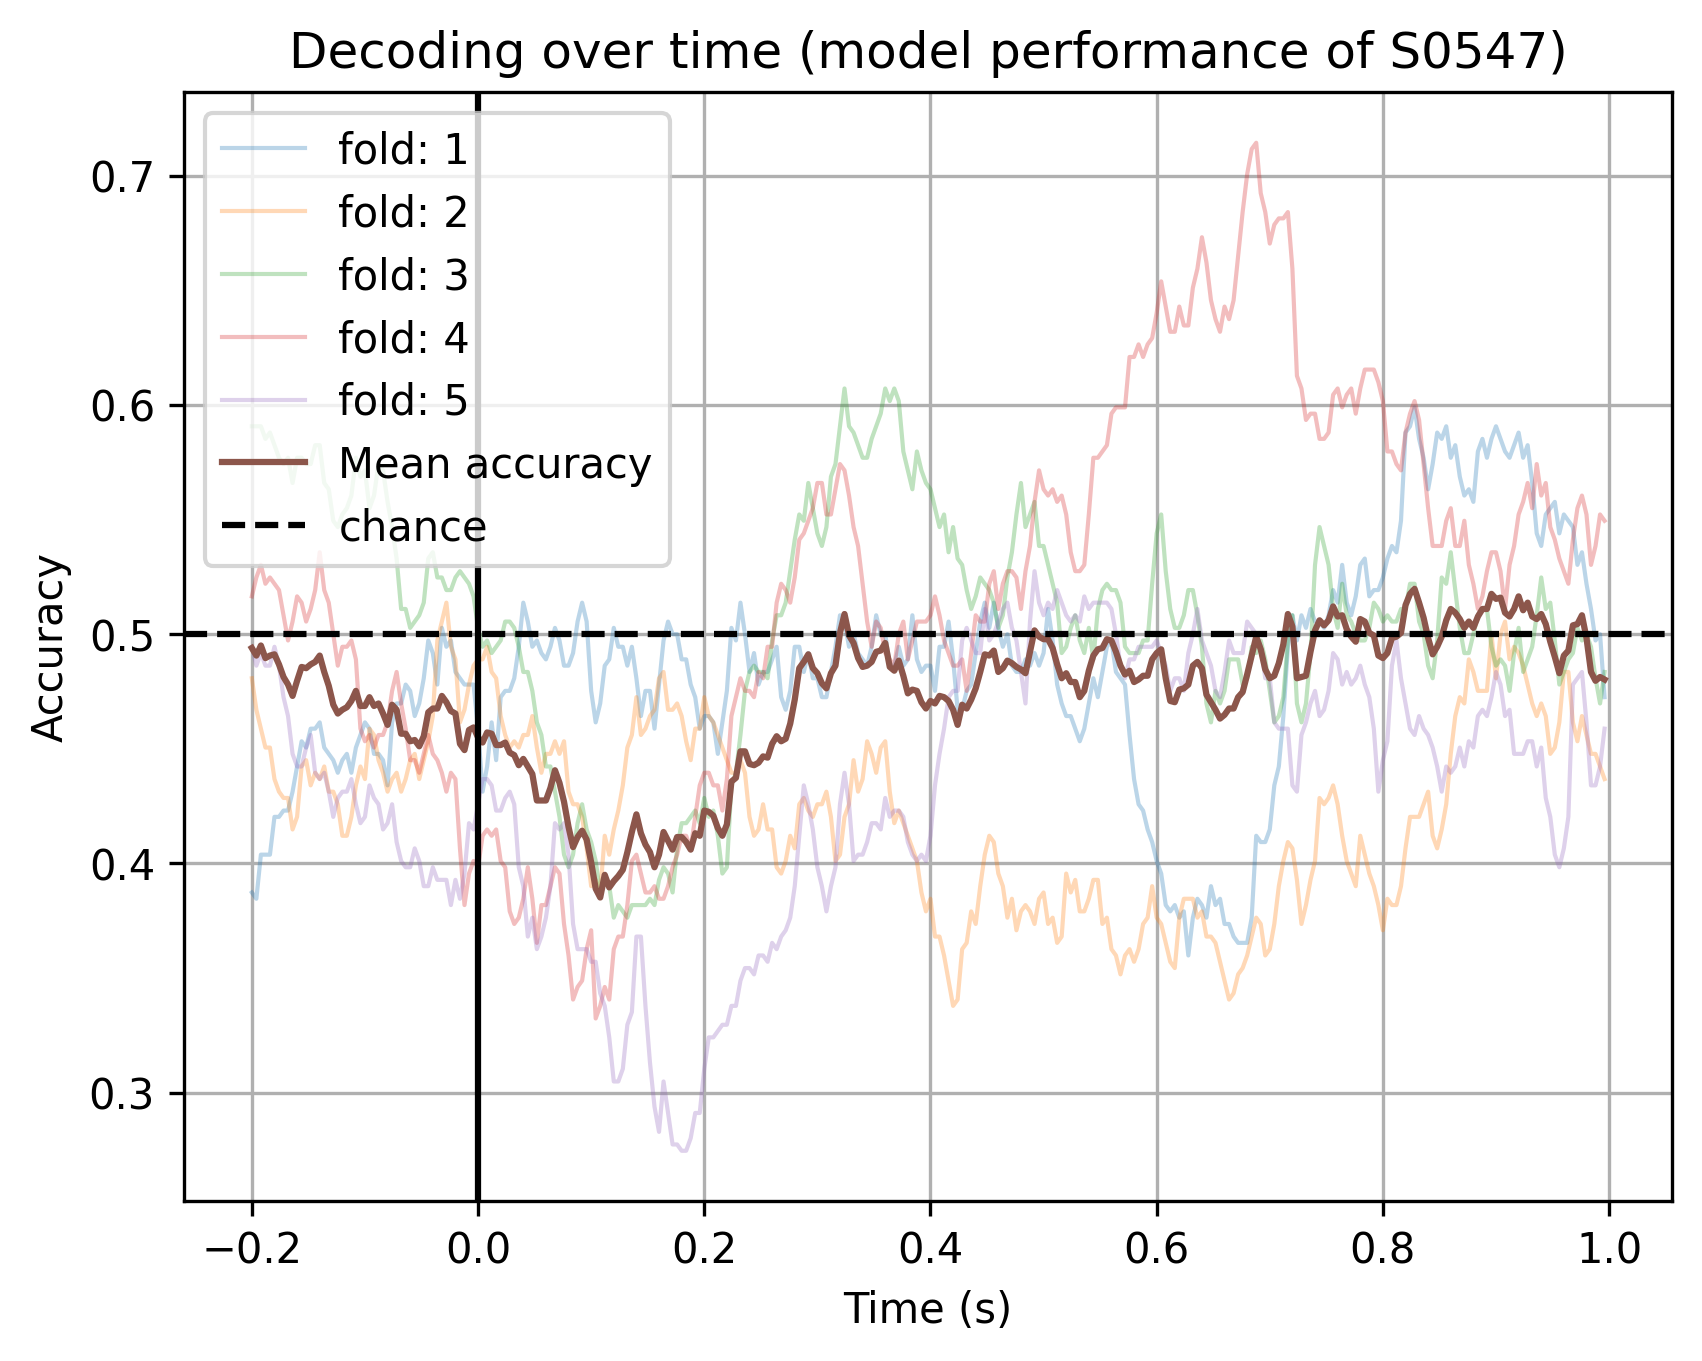 Decoding over time (model performance of S0547)
fold: 1
fold: 2
fold: 3
fold: 4
fold: 5
Mean accuracy
chance
Accuracy
0.7
0.6
0.5
0.4
0.3
−0.2 0.0 0.2 0.4 0.6 0.8 1.0
Time (s)